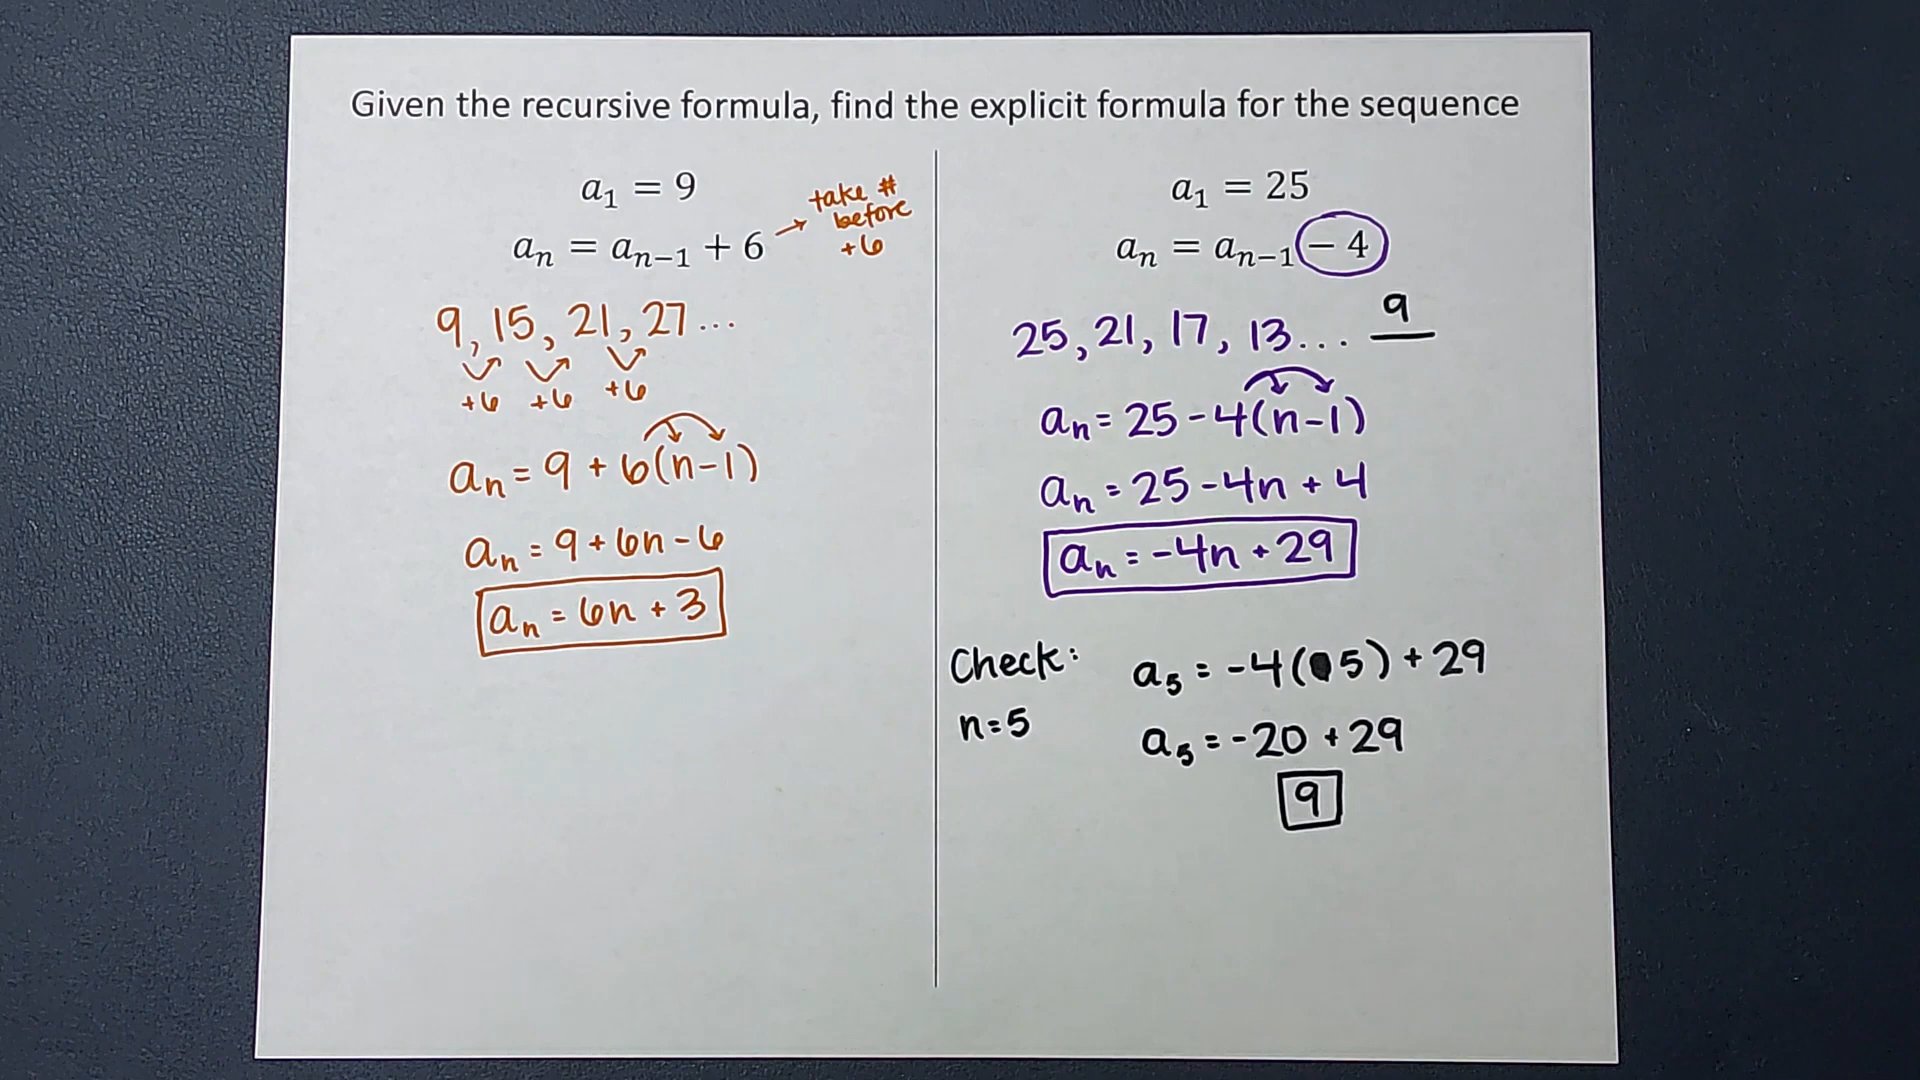 Given the recursive formula, find the explicit formula for the sequence
a₁ = 9
aₙ = aₙ₋₁ + 6 → take # before +6
9, 15, 21, 27...
+6 +6 +6
aₙ = 9 + 6(n-1)
aₙ = 9 + 6n - 6
aₙ = 6n + 3
a₁ = 25
aₙ = aₙ₋₁ − 4
25, 21, 17, 13... 9
aₙ = 25 - 4(n-1)
aₙ = 25 - 4n + 4
aₙ = -4n + 29
Check: a₅ = -4(5) + 29
n=5 a₅ = -20 + 29
9